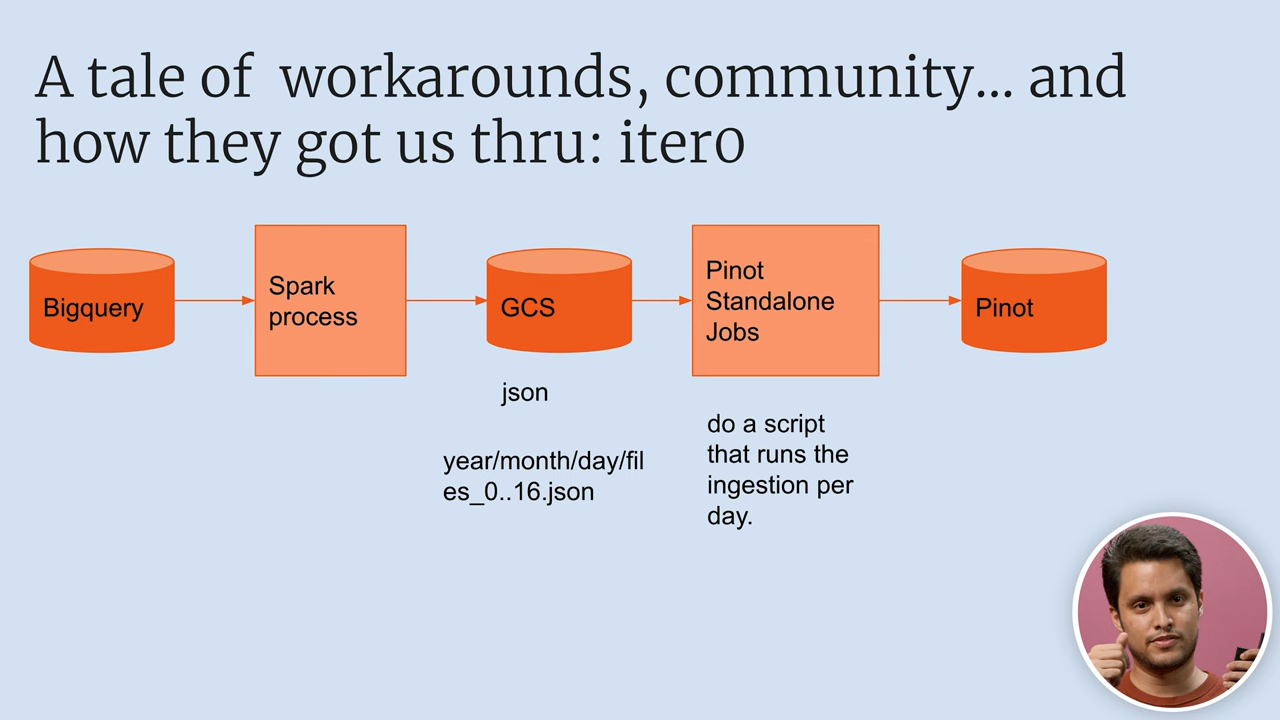 A tale of  workarounds, community... and
how they got us thru: iter0
Bigquery
Spark
process
GCS
Pinot
Standalone
Jobs
Pinot
json
year/month/day/fil
es_0..16.json
do a script
that runs the
ingestion per
day.